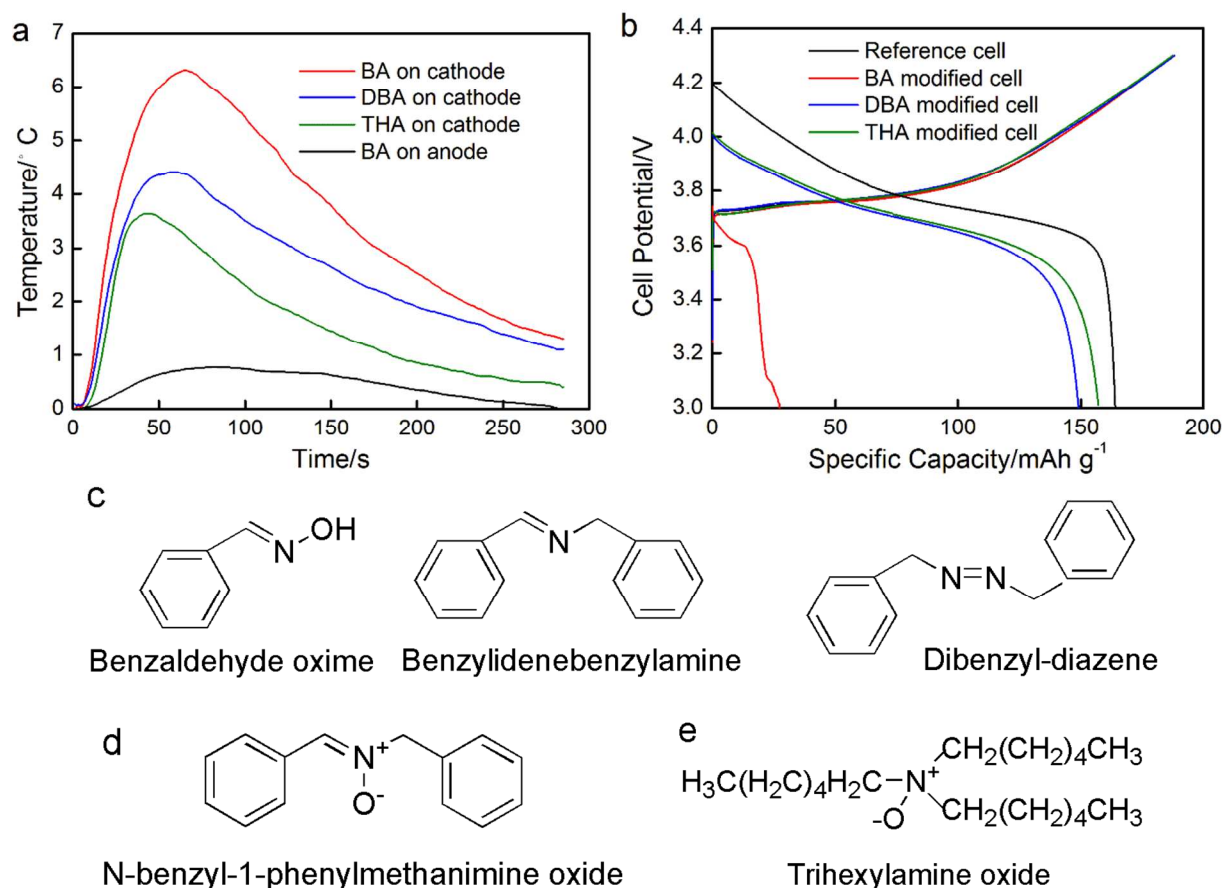 a
Temperature/° C
7
6
5
4
3
2
1
0
BA on cathode
DBA on cathode
THA on cathode
BA on anode
0 50 100 150 200 250 300
Time/s
b
Cell Potential/V
4.4
4.2
4.0
3.8
3.6
3.4
3.2
3.0
Reference cell
BA modified cell
DBA modified cell
THA modified cell
0 50 100 150 200
Specific Capacity/mAh g⁻¹
c
N OH
Benzaldehyde oxime
N
Benzylidenebenzylamine
N=N
Dibenzyl-diazene
d
N⁺
O⁻
N-benzyl-1-phenylmethanimine oxide
e
CH₂(CH₂)₄CH₃
H₃C(H₂C)₄H₂C N⁺
-O CH₂(CH₂)₄CH₃
Trihexylamine oxide